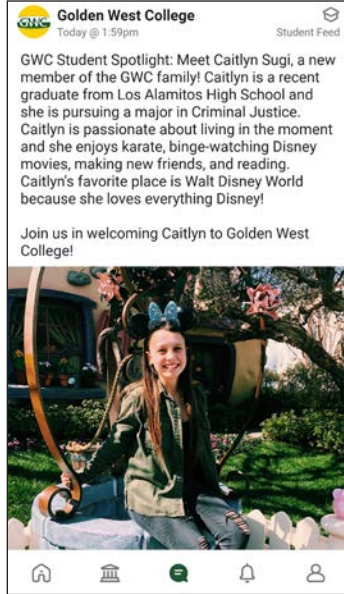 GWC
Golden West College
Today @ 1:59pm
Student Feed
GWC Student Spotlight: Meet Caitlyn Sugi, a new
member of the GWC family! Caitlyn is a recent
graduate from Los Alamitos High School and
she is pursuing a major in Criminal Justice.
Caitlyn is passionate about living in the moment
and she enjoys karate, binge-watching Disney
movies, making new friends, and reading.
Caitlyn's favorite place is Walt Disney World
because she loves everything Disney!
Join us in welcoming Caitlyn to Golden West
College!